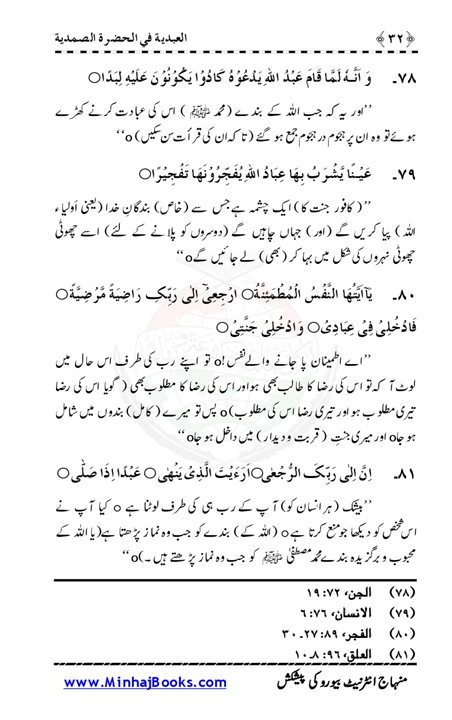 ﴿۳۲﴾ العبدیة في الحضرة الصمدیة
۷۸۔ وَ اَنَّهٗ لَمَّا قَامَ عَبْدُ اللهِ یَدْعُوْهُ كَادُوْا یَكُوْنُوْنَ عَلَیْهِ لِبَدًا○
’’اور یہ کہ جب اللہ کے بندے (محمد ﷺ) اس کی عبادت کرنے کھڑے
ہوئے تو وہ ان پر ہجوم در ہجوم جمع ہو گئے (تا کہ ان کی قرأت سن سکیں)o‘‘
۷۹۔ عَیْنًا یَّشْرَبُ بِهَا عِبَادُ اللهِ یُفَجِّرُوْنَهَا تَفْجِیْرًا○
’’(کافور جنت کا) ایک چشمہ ہے جس سے (خاص) بندگانِ خدا (یعنی اَولیاء
اللہ) پیا کریں گے (اور) جہاں چاہیں گے (دوسروں کو پلانے کے لئے) اسے چھوٹی
چھوٹی نہروں کی شکل میں بہا کر (بھی) لے جائیں گےo‘‘
۸۰۔ یٰۤاَیَّتُهَا النَّفْسُ الْمُطْمَئِنَّةُ○ ارْجِعِیْۤ اِلٰی رَبِّكِ رَاضِیَةً مَّرْضِیَّةً○
فَادْخُلِیْ فِیْ عِبَادِیْ○ وَ ادْخُلِیْ جَنَّتِیْ○
’’اے اطمینان پا جانے والے نفس!o تو اپنے رب کی طرف اس حال میں
لوٹ آ کہ تو اس کی رضا کا طالب بھی ہو اور اس کی رضا کا مطلوب بھی (گویا اس کی رضا
تیری مطلوب ہو اور تیری رضا اس کی مطلوب)o پس تو میرے (کامل) بندوں میں شامل
ہو جاo اور میری جنتِ (قربت و دیدار) میں داخل ہو جاo‘‘
۸۱۔ اِنَّ اِلٰی رَبِّكَ الرُّجْعٰی○ اَرَءَیْتَ الَّذِیْ یَنْهٰی○ عَبْدًا اِذَا صَلّٰی○
’’بیشک (ہر انسان کو) آپ کے رب ہی کی طرف لوٹنا ہے o کیا آپ نے
اس شخص کو دیکھا جو منع کرتا ہےo (اللہ کے) بندے کو جب وہ نماز پڑھتا ہے (یا اللہ کے
محبوب و برگزیدہ بندے محمد مصطفیٰ ﷺ کو جب وہ نماز پڑھتے ہیں۔)o‘‘
(۷۸) الجن، ۷۲: ۱۹
(۷۹) الانسان، ۷۶: ۶
(۸۰) الفجر، ۸۹: ۲۷۔۳۰
(۸۱) العلق، ۹۶: ۸۔۱۰
منہاج انٹرنیٹ بیورو کی پیشکش www.MinhajBooks.com